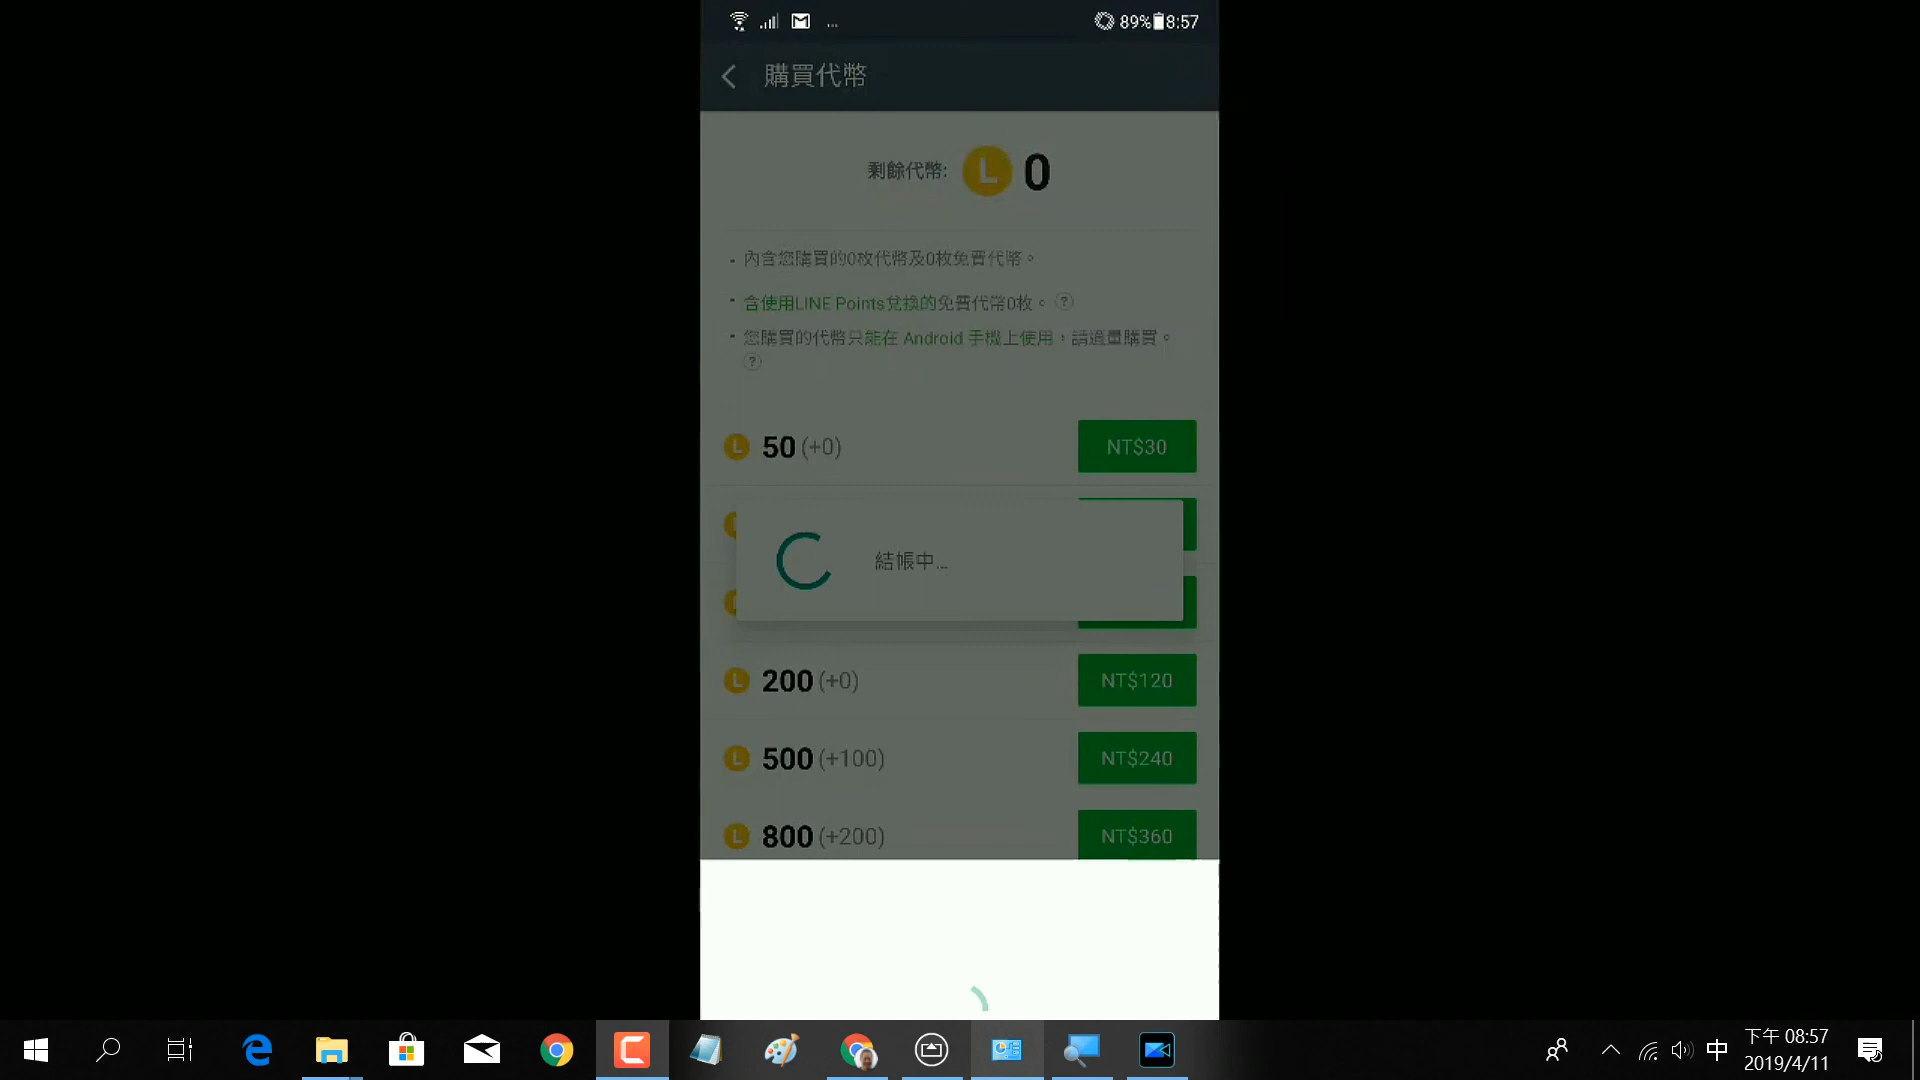 ... 89% 8:57
購買代幣
剩餘代幣: L 0
- 內含您購買的0枚代幣及0枚免費代幣。
- 含使用LINE Points兌換的免費代幣0枚。?
- 您購買的代幣只能在 Android 手機上使用，請適量購買。
?
L 50 (+0) NT$30
結帳中...
L 200 (+0) NT$120
L 500 (+100) NT$240
L 800 (+200) NT$360
中 下午 08:57
2019/4/11